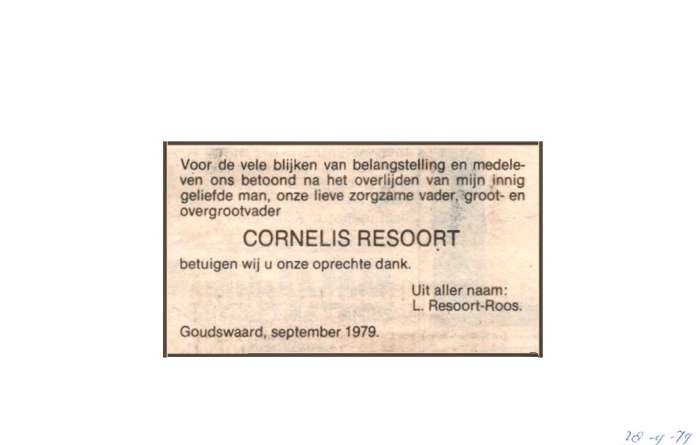 Voor de vele blijken van belangstelling en medele-
ven ons betoond na het overlijden van mijn innig
geliefde man, onze lieve zorgzame vader, groot- en
overgrootvader
CORNELIS RESOORT
betuigen wij u onze oprechte dank.
Uit aller naam:
L. Resoort-Roos.
Goudswaard, september 1979.
-9-79